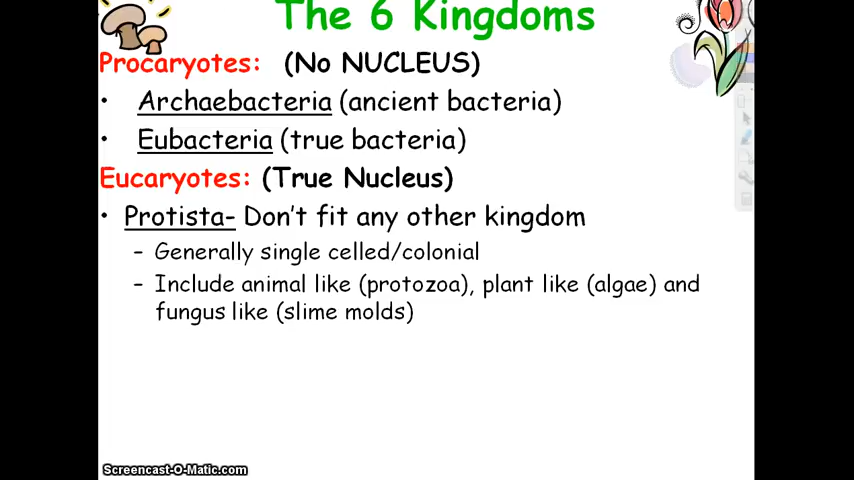 The 6 Kingdoms
Procaryotes: (No NUCLEUS)
• Archaebacteria (ancient bacteria)
• Eubacteria (true bacteria)
Eucaryotes: (True Nucleus)
• Protista- Don't fit any other kingdom
– Generally single celled/colonial
– Include animal like (protozoa), plant like (algae) and
fungus like (slime molds)
Screencast-O-Matic.com